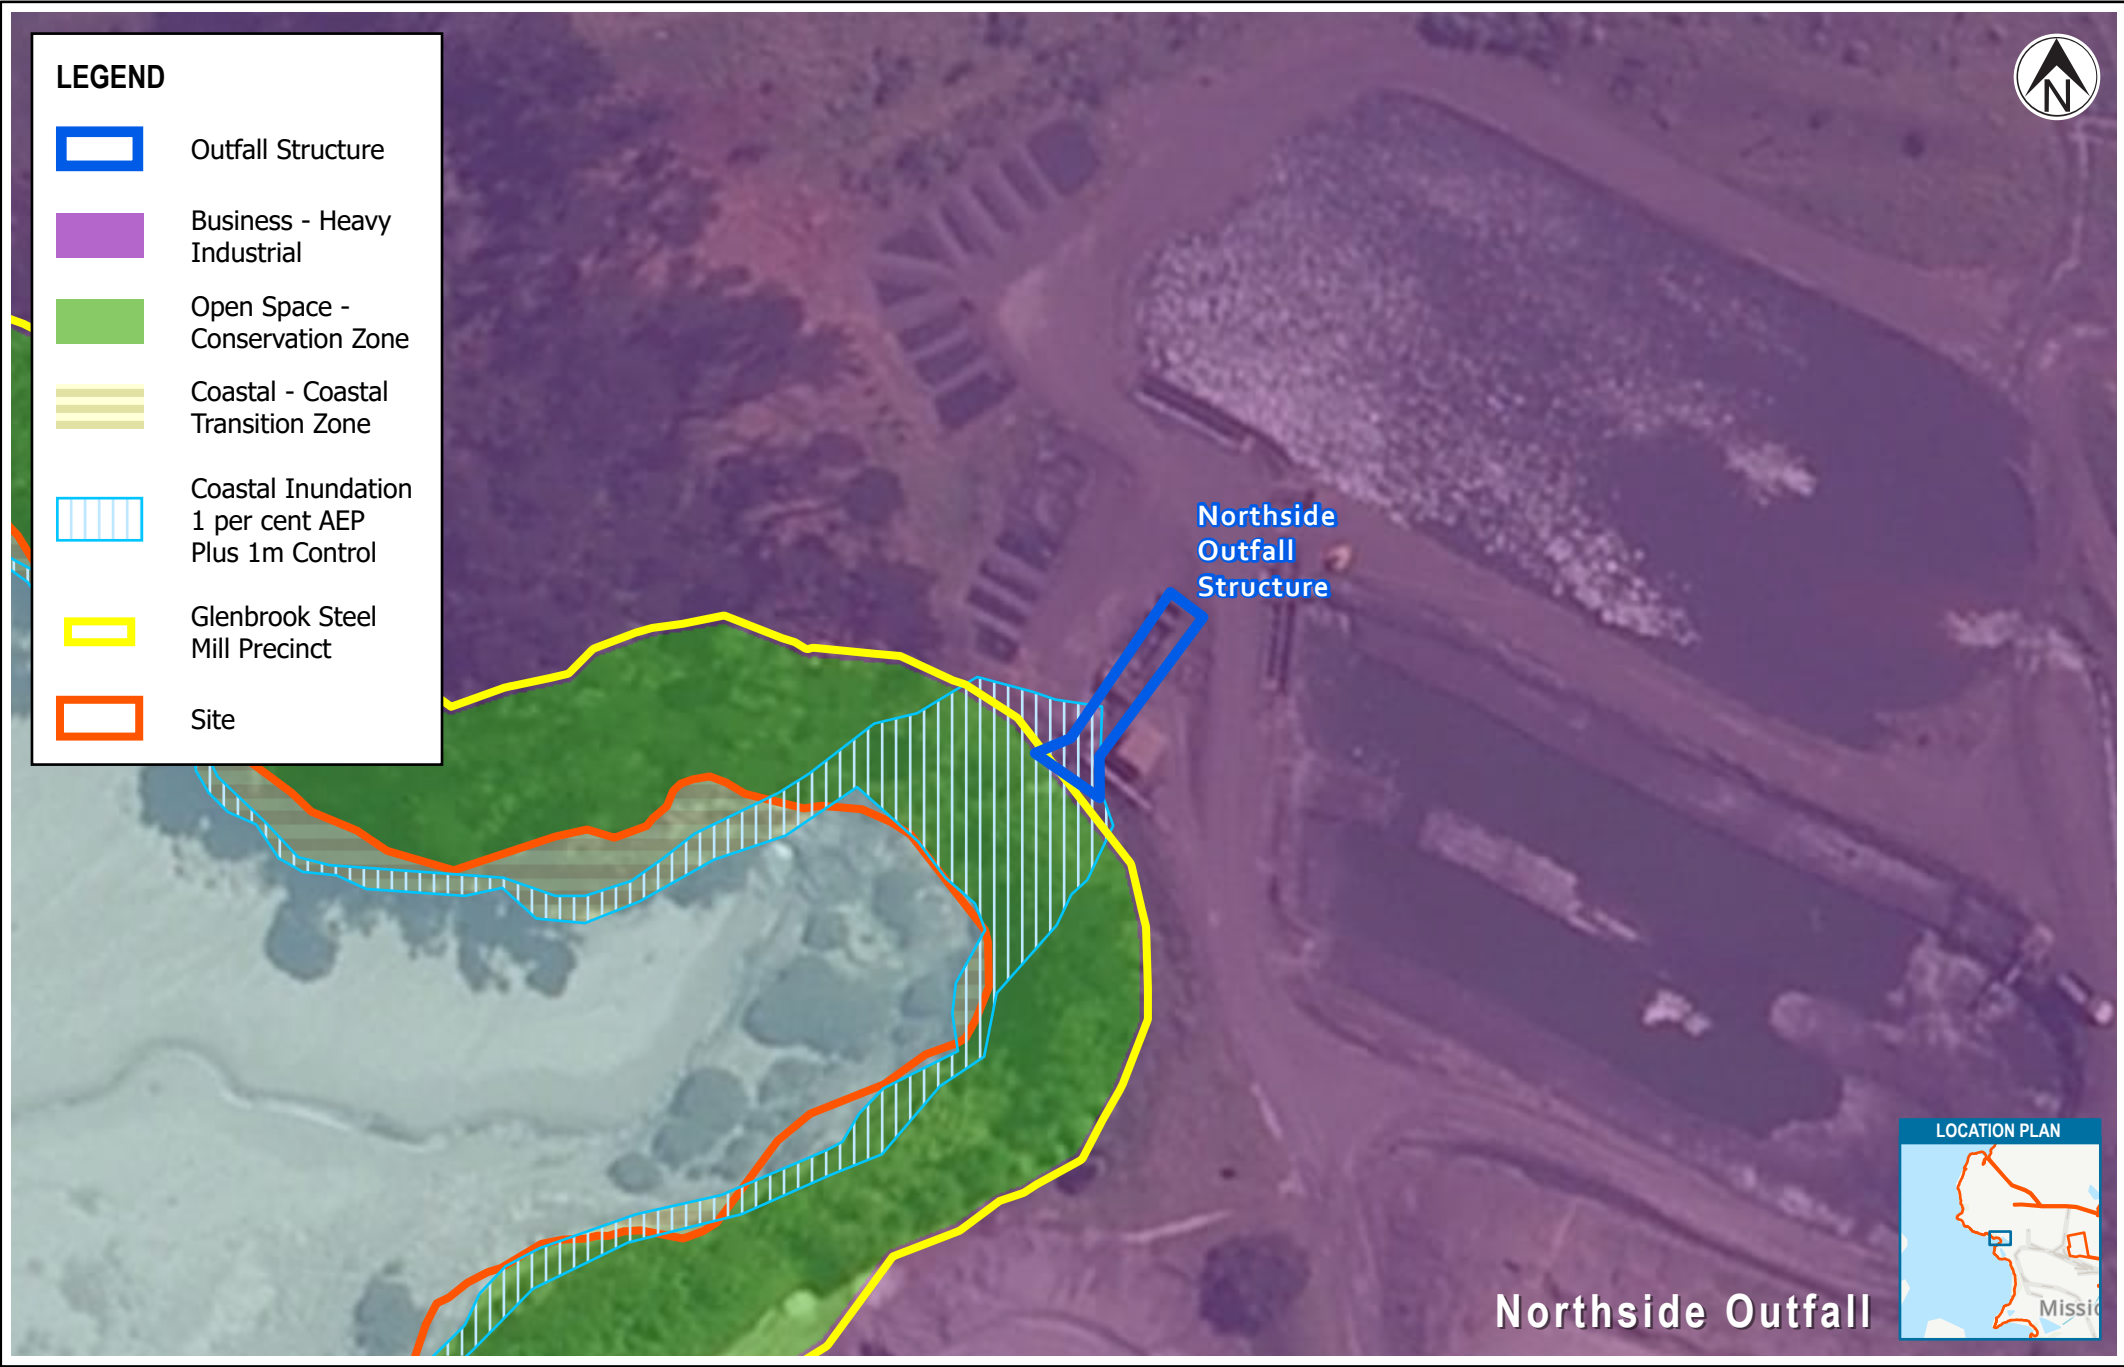 LEGEND
Outfall Structure
Business - Heavy
Industrial
Open Space -
Conservation Zone
Coastal - Coastal
Transition Zone
Coastal Inundation
1 per cent AEP
Plus 1m Control
Glenbrook Steel
Mill Precinct
Site
N
Northside
Outfall
Structure
Northside Outfall
LOCATION PLAN
Missic